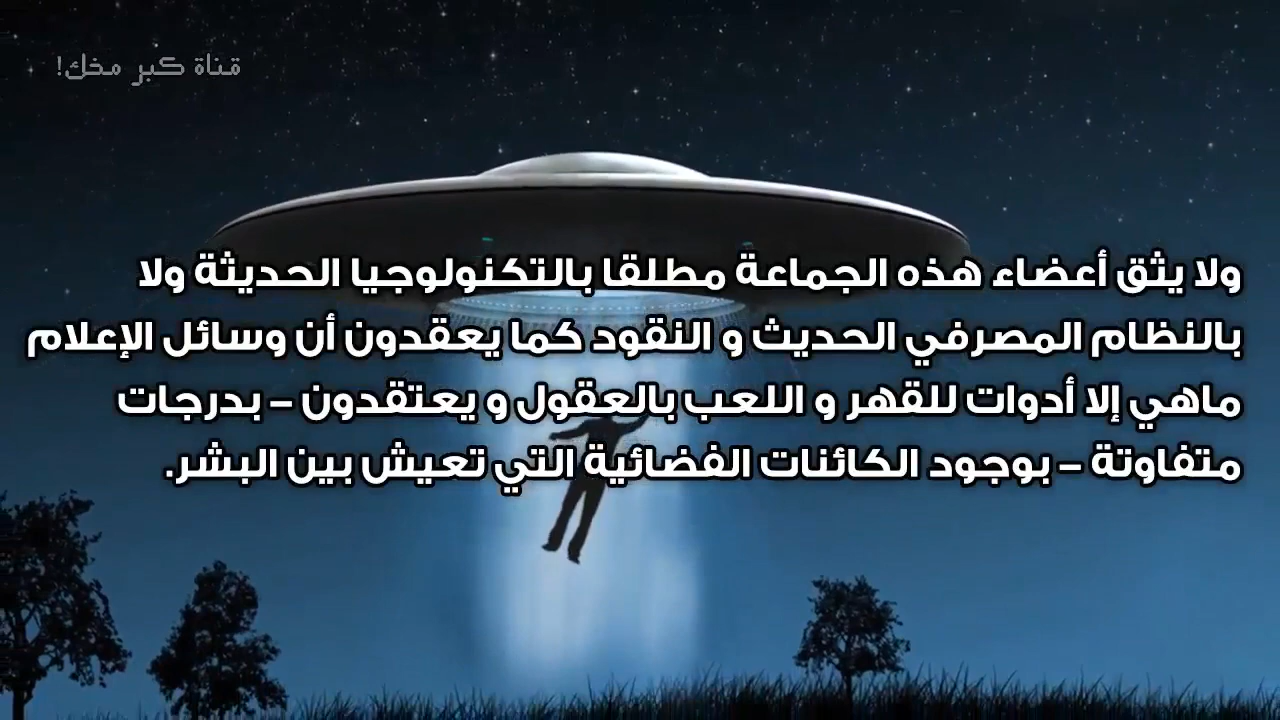 قناة كبر مخك!
ولا يثق أعضاء هذه الجماعة مطلقا بالتكنولوجيا الحديثة ولا
بالنظام المصرفي الحديث و النقود كما يعقدون أن وسائل الإعلام
ماهي إلا أدوات للقهر و اللعب بالعقول و يعتقدون – بدرجات
متفاوتة – بوجود الكائنات الفضائية التي تعيش بين البشر.